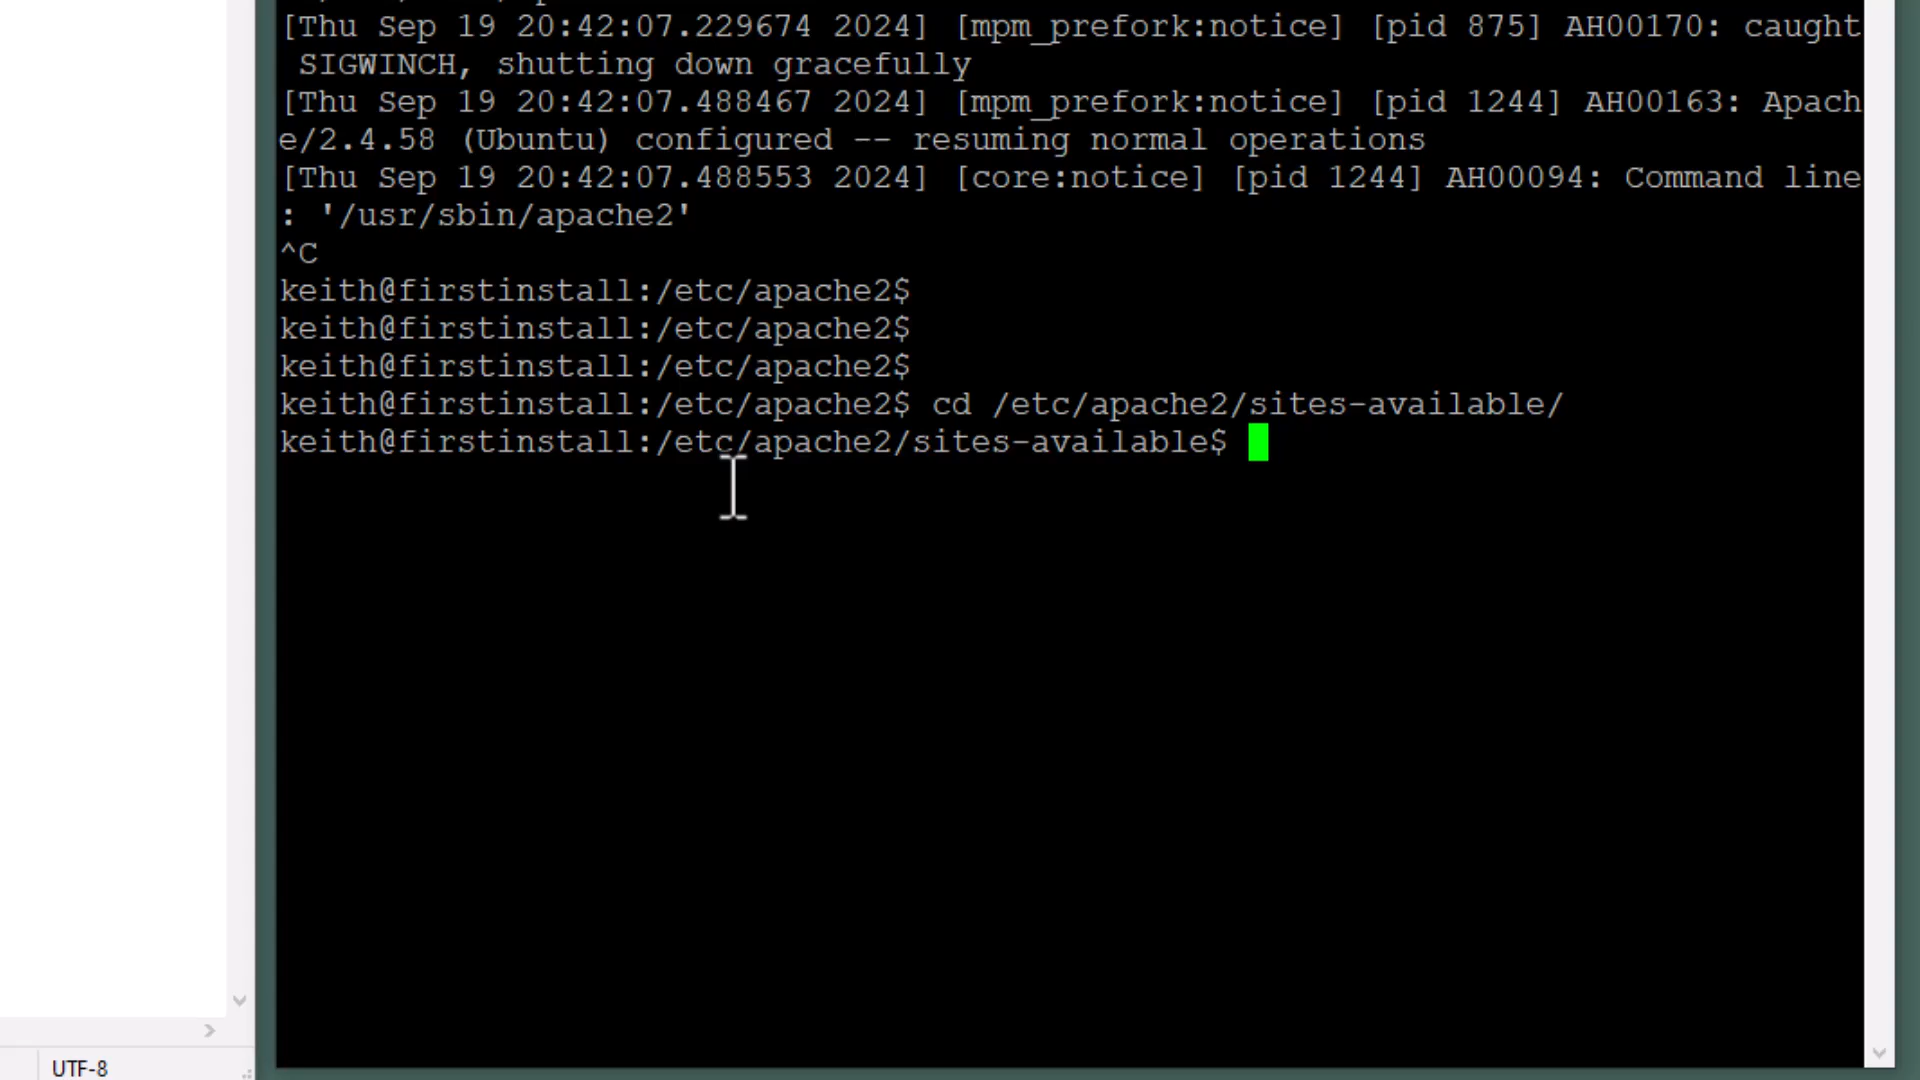 [Thu Sep 19 20:42:07.229674 2024] [mpm_prefork:notice] [pid 875] AH00170: caught
SIGWINCH, shutting down gracefully
[Thu Sep 19 20:42:07.488467 2024] [mpm_prefork:notice] [pid 1244] AH00163: Apach
e/2.4.58 (Ubuntu) configured -- resuming normal operations
[Thu Sep 19 20:42:07.488553 2024] [core:notice] [pid 1244] AH00094: Command line
: '/usr/sbin/apache2'
^C
keith@firstinstall:/etc/apache2$
keith@firstinstall:/etc/apache2$
keith@firstinstall:/etc/apache2$
keith@firstinstall:/etc/apache2$ cd /etc/apache2/sites-available/
keith@firstinstall:/etc/apache2/sites-available$
UTF-8